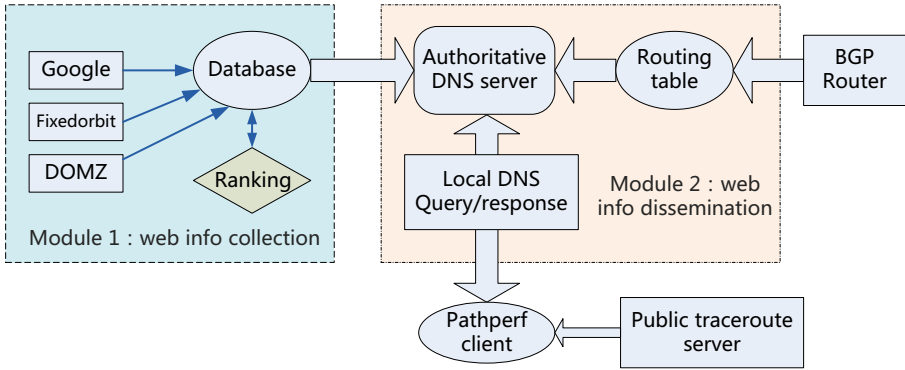 Google
Fixedorbit
DOMZ
Database
Ranking
Module 1 : web info collection
Authoritative
DNS server
Routing
table
BGP
Router
Local DNS
Query/response
Module 2 : web
info dissemination
Pathperf
client
Public traceroute
server